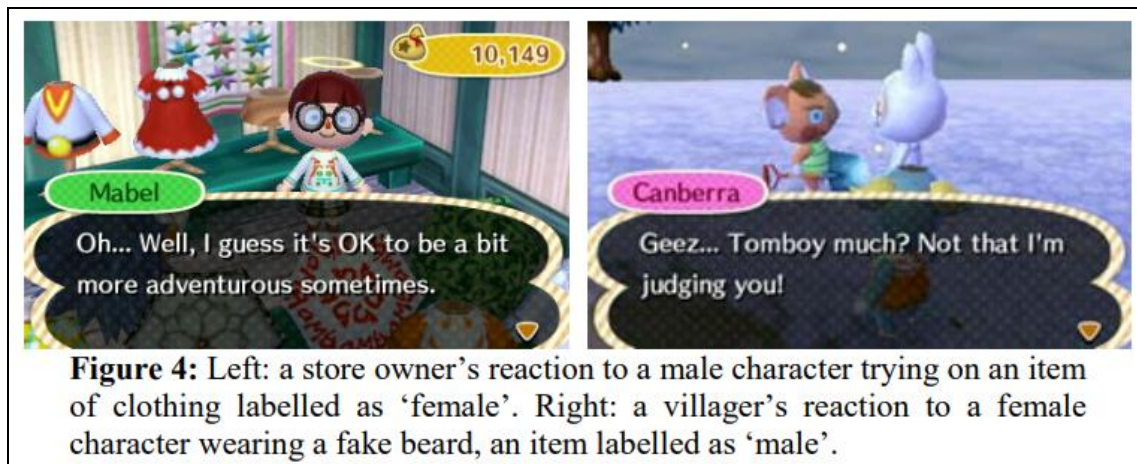 10,149
Mabel
Oh... Well, I guess it's OK to be a bit
more adventurous sometimes.
Canberra
Geez... Tomboy much? Not that I'm
judging you!
Figure 4: Left: a store owner's reaction to a male character trying on an item
of clothing labelled as ‘female’. Right: a villager's reaction to a female
character wearing a fake beard, an item labelled as ‘male’.